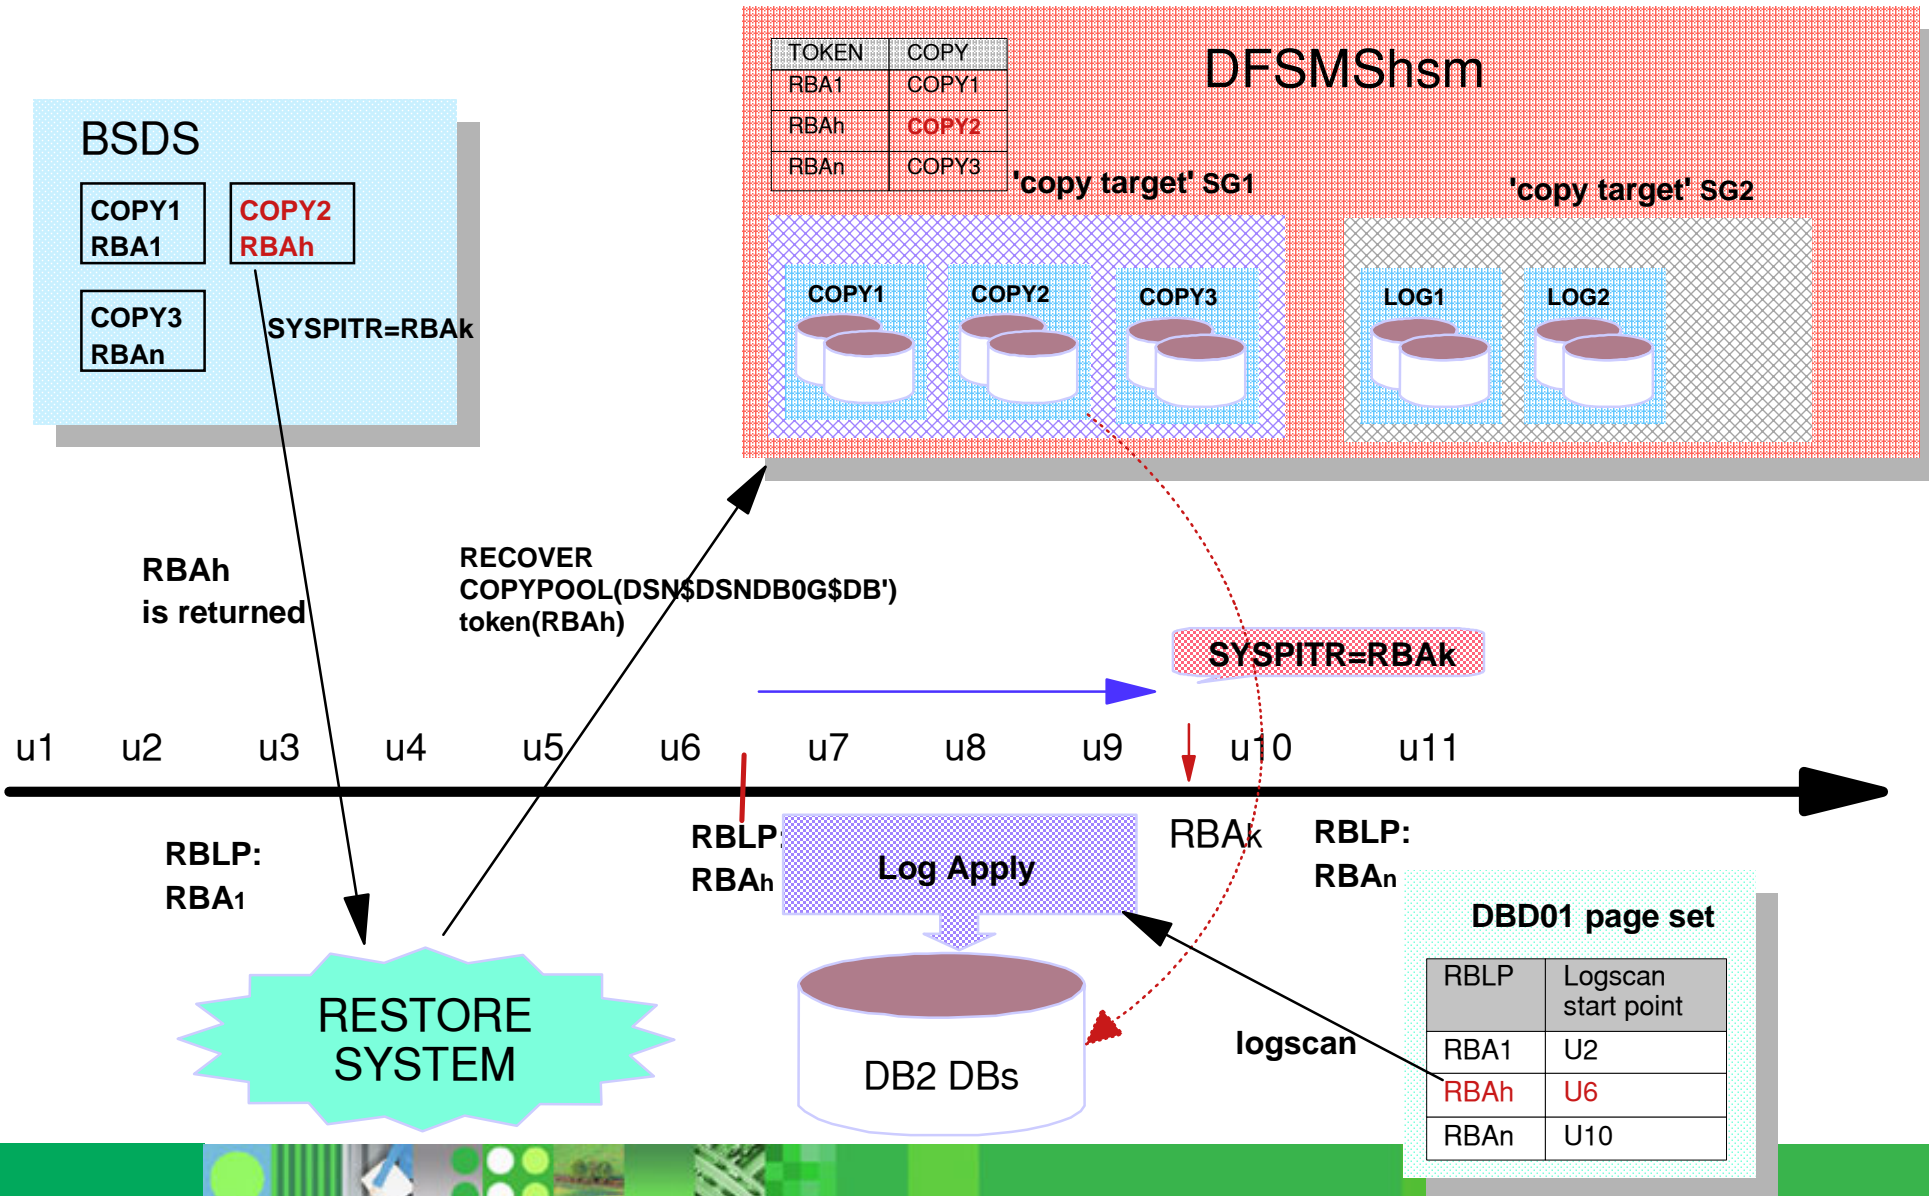 DFSMShsm
TOKEN COPY
RBA1 COPY1
RBAh COPY2
RBAn COPY3
'copy target' SG1
'copy target' SG2
COPY1
COPY2
COPY3
LOG1
LOG2
BSDS
COPY1
RBA1
COPY2
RBAh
COPY3
RBAn
SYSPITR=RBAk
RBAh
is returned
RECOVER
COPYPOOL(DSN$DSNDB0G$DB')
token(RBAh)
SYSPITR=RBAk
u1 u2 u3 u4 u5 u6 u7 u8 u9 u10 u11
RBLP:
RBA1
RBLP:
RBAh
Log Apply
RBAk
RBLP:
RBAn
RESTORE
SYSTEM
DB2 DBs
logscan
DBD01 page set
RBLP Logscan
start point
RBA1 U2
RBAh U6
RBAn U10